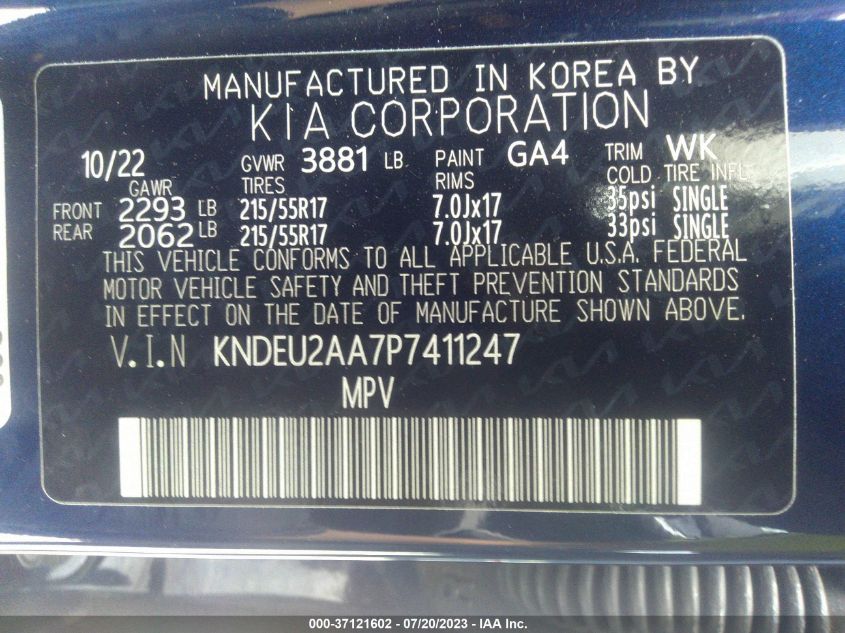 MANUFACTURED IN KOREA BY
KIA CORPORATION
10/22 GVWR 3881 LB PAINT GA4 TRIM WK
GAWR TIRES RIMS COLD TIRE INFL
FRONT 2293 LB 215/55R17 7.0Jx17 35psi SINGLE
REAR 2062 LB 215/55R17 7.0Jx17 33psi SINGLE
THIS VEHICLE CONFORMS TO ALL APPLICABLE U.S.A. FEDERAL
MOTOR VEHICLE SAFETY AND THEFT PREVENTION STANDARDS
IN EFFECT ON THE DATE OF MANUFACTURE SHOWN ABOVE.
V.I.N KNDEU2AA7P7411247
MPV
000-37121602 - 07/20/2023 - © IAA Inc.